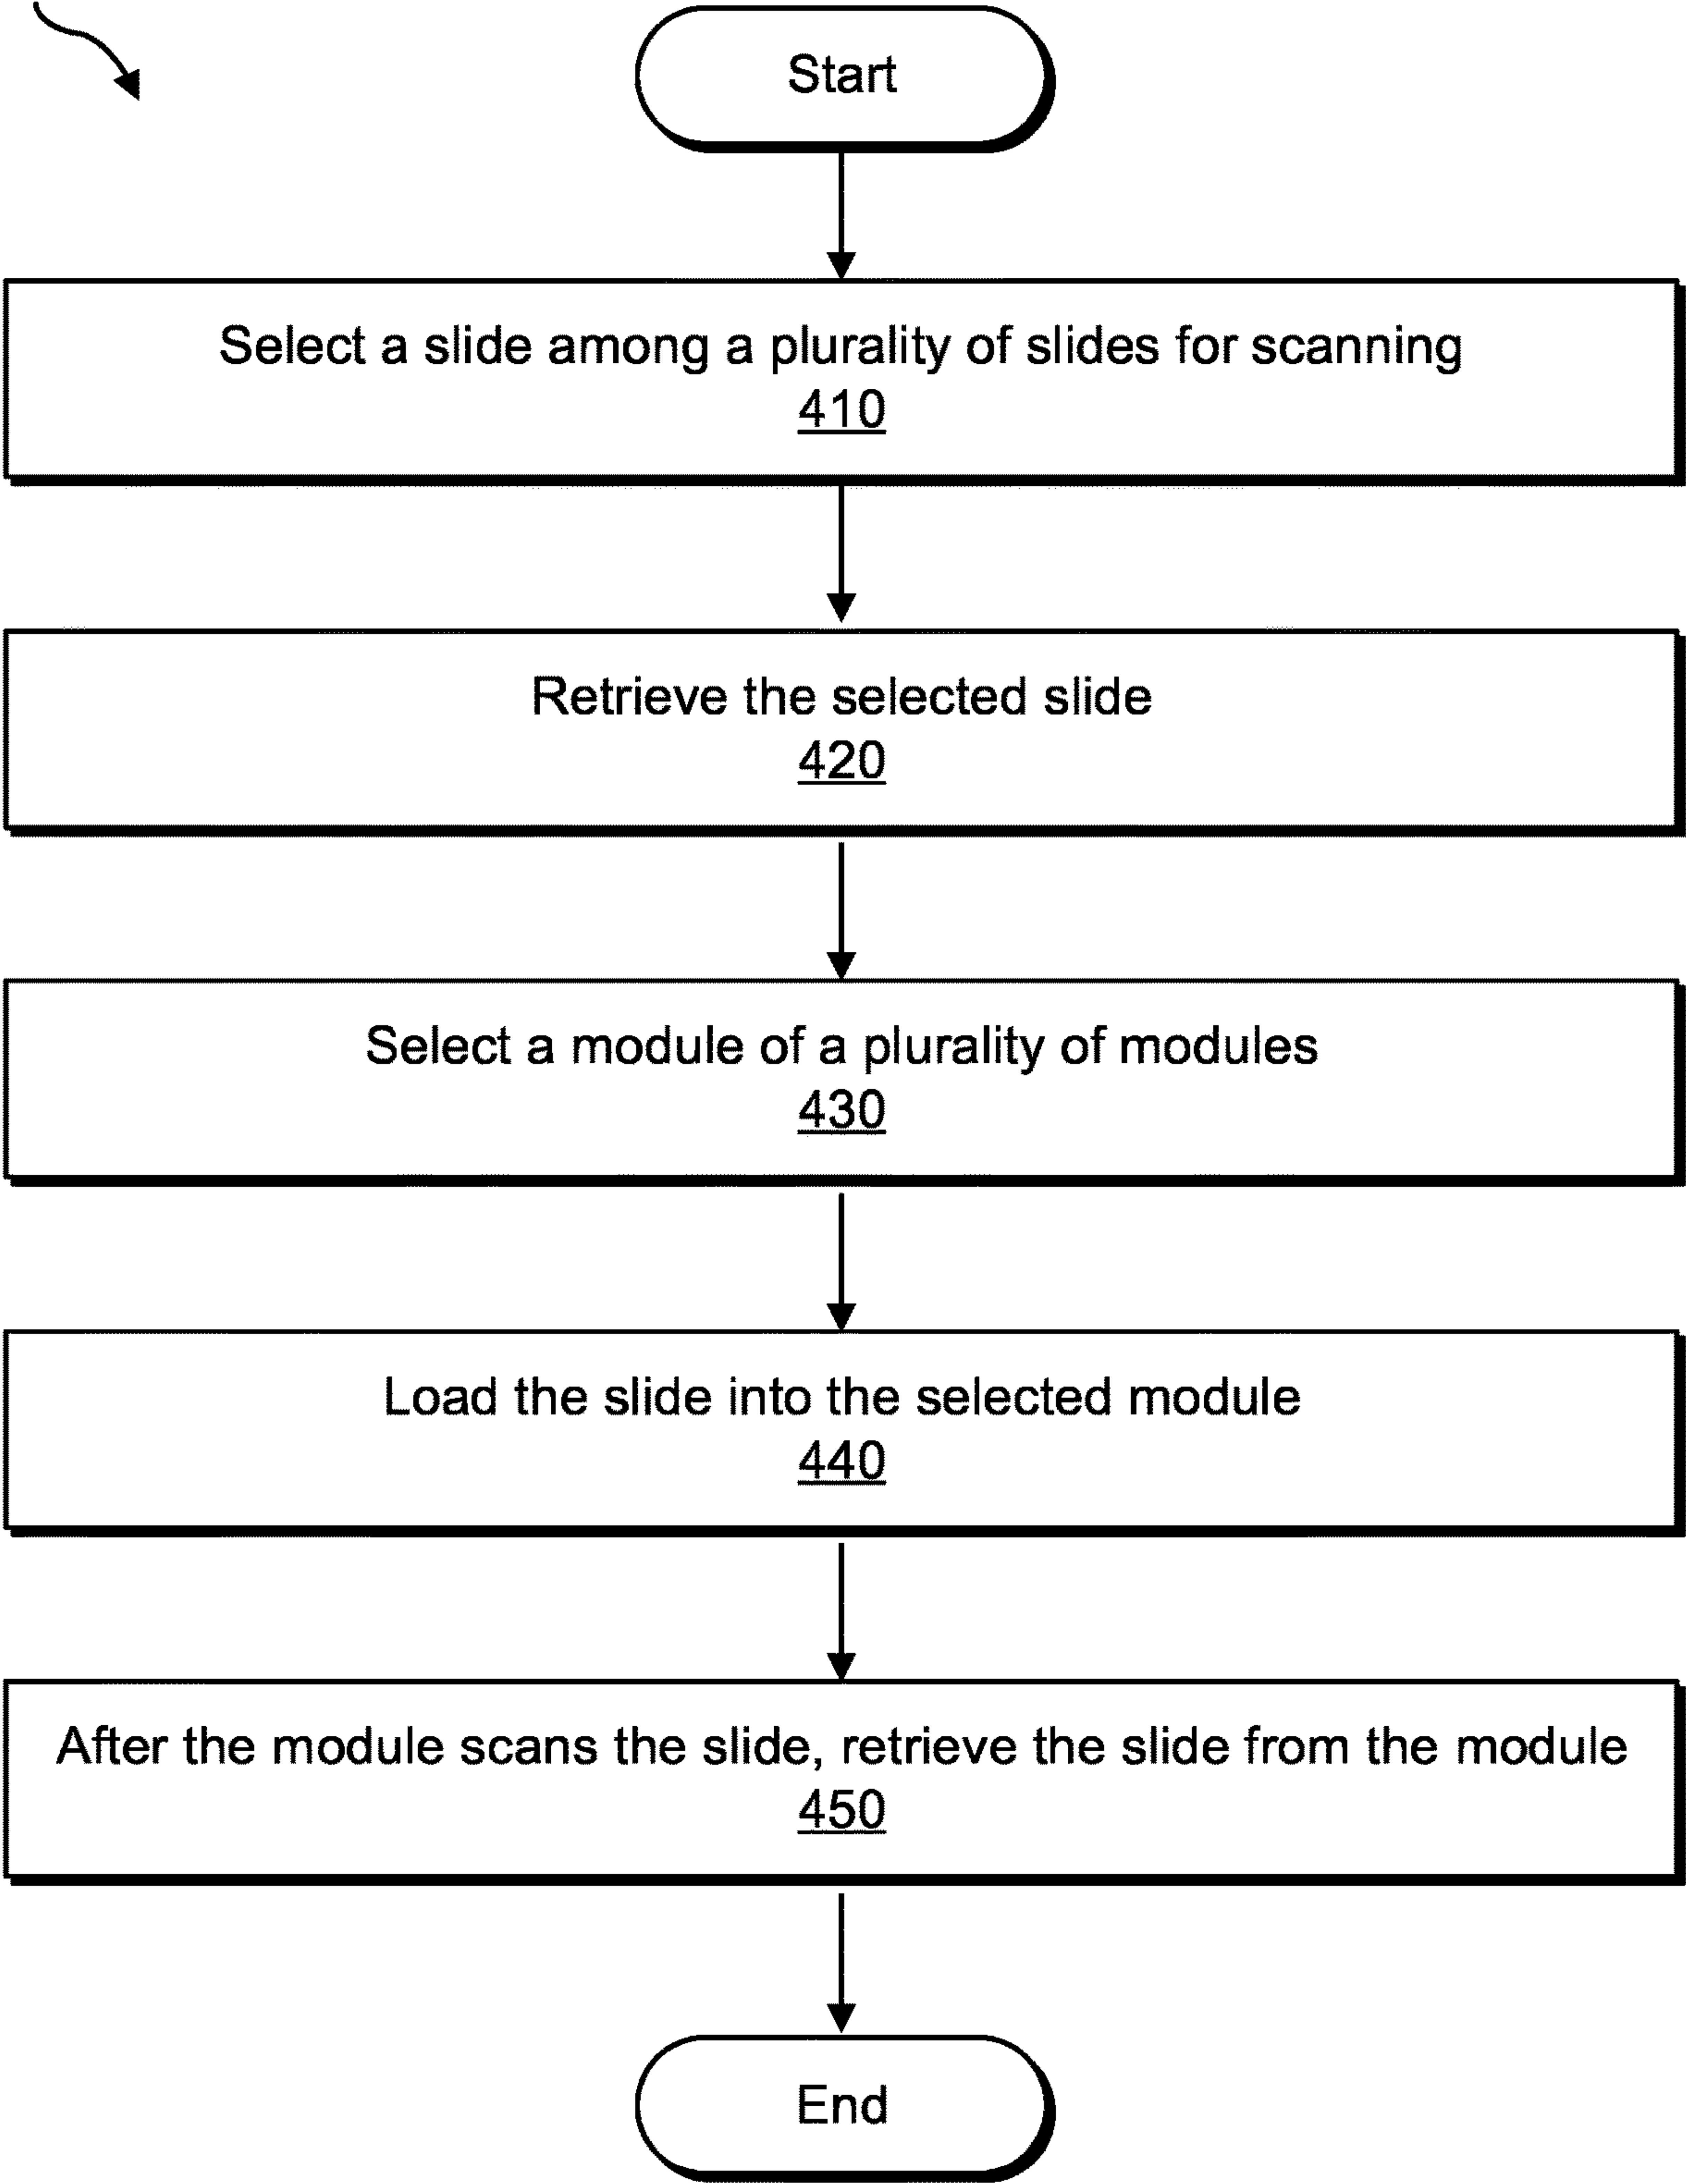 Start
Select a slide among a plurality of slides for scanning
410
Retrieve the selected slide
420
Select a module of a plurality of modules
430
Load the slide into the selected module
440
After the module scans the slide, retrieve the slide from the module
450
End